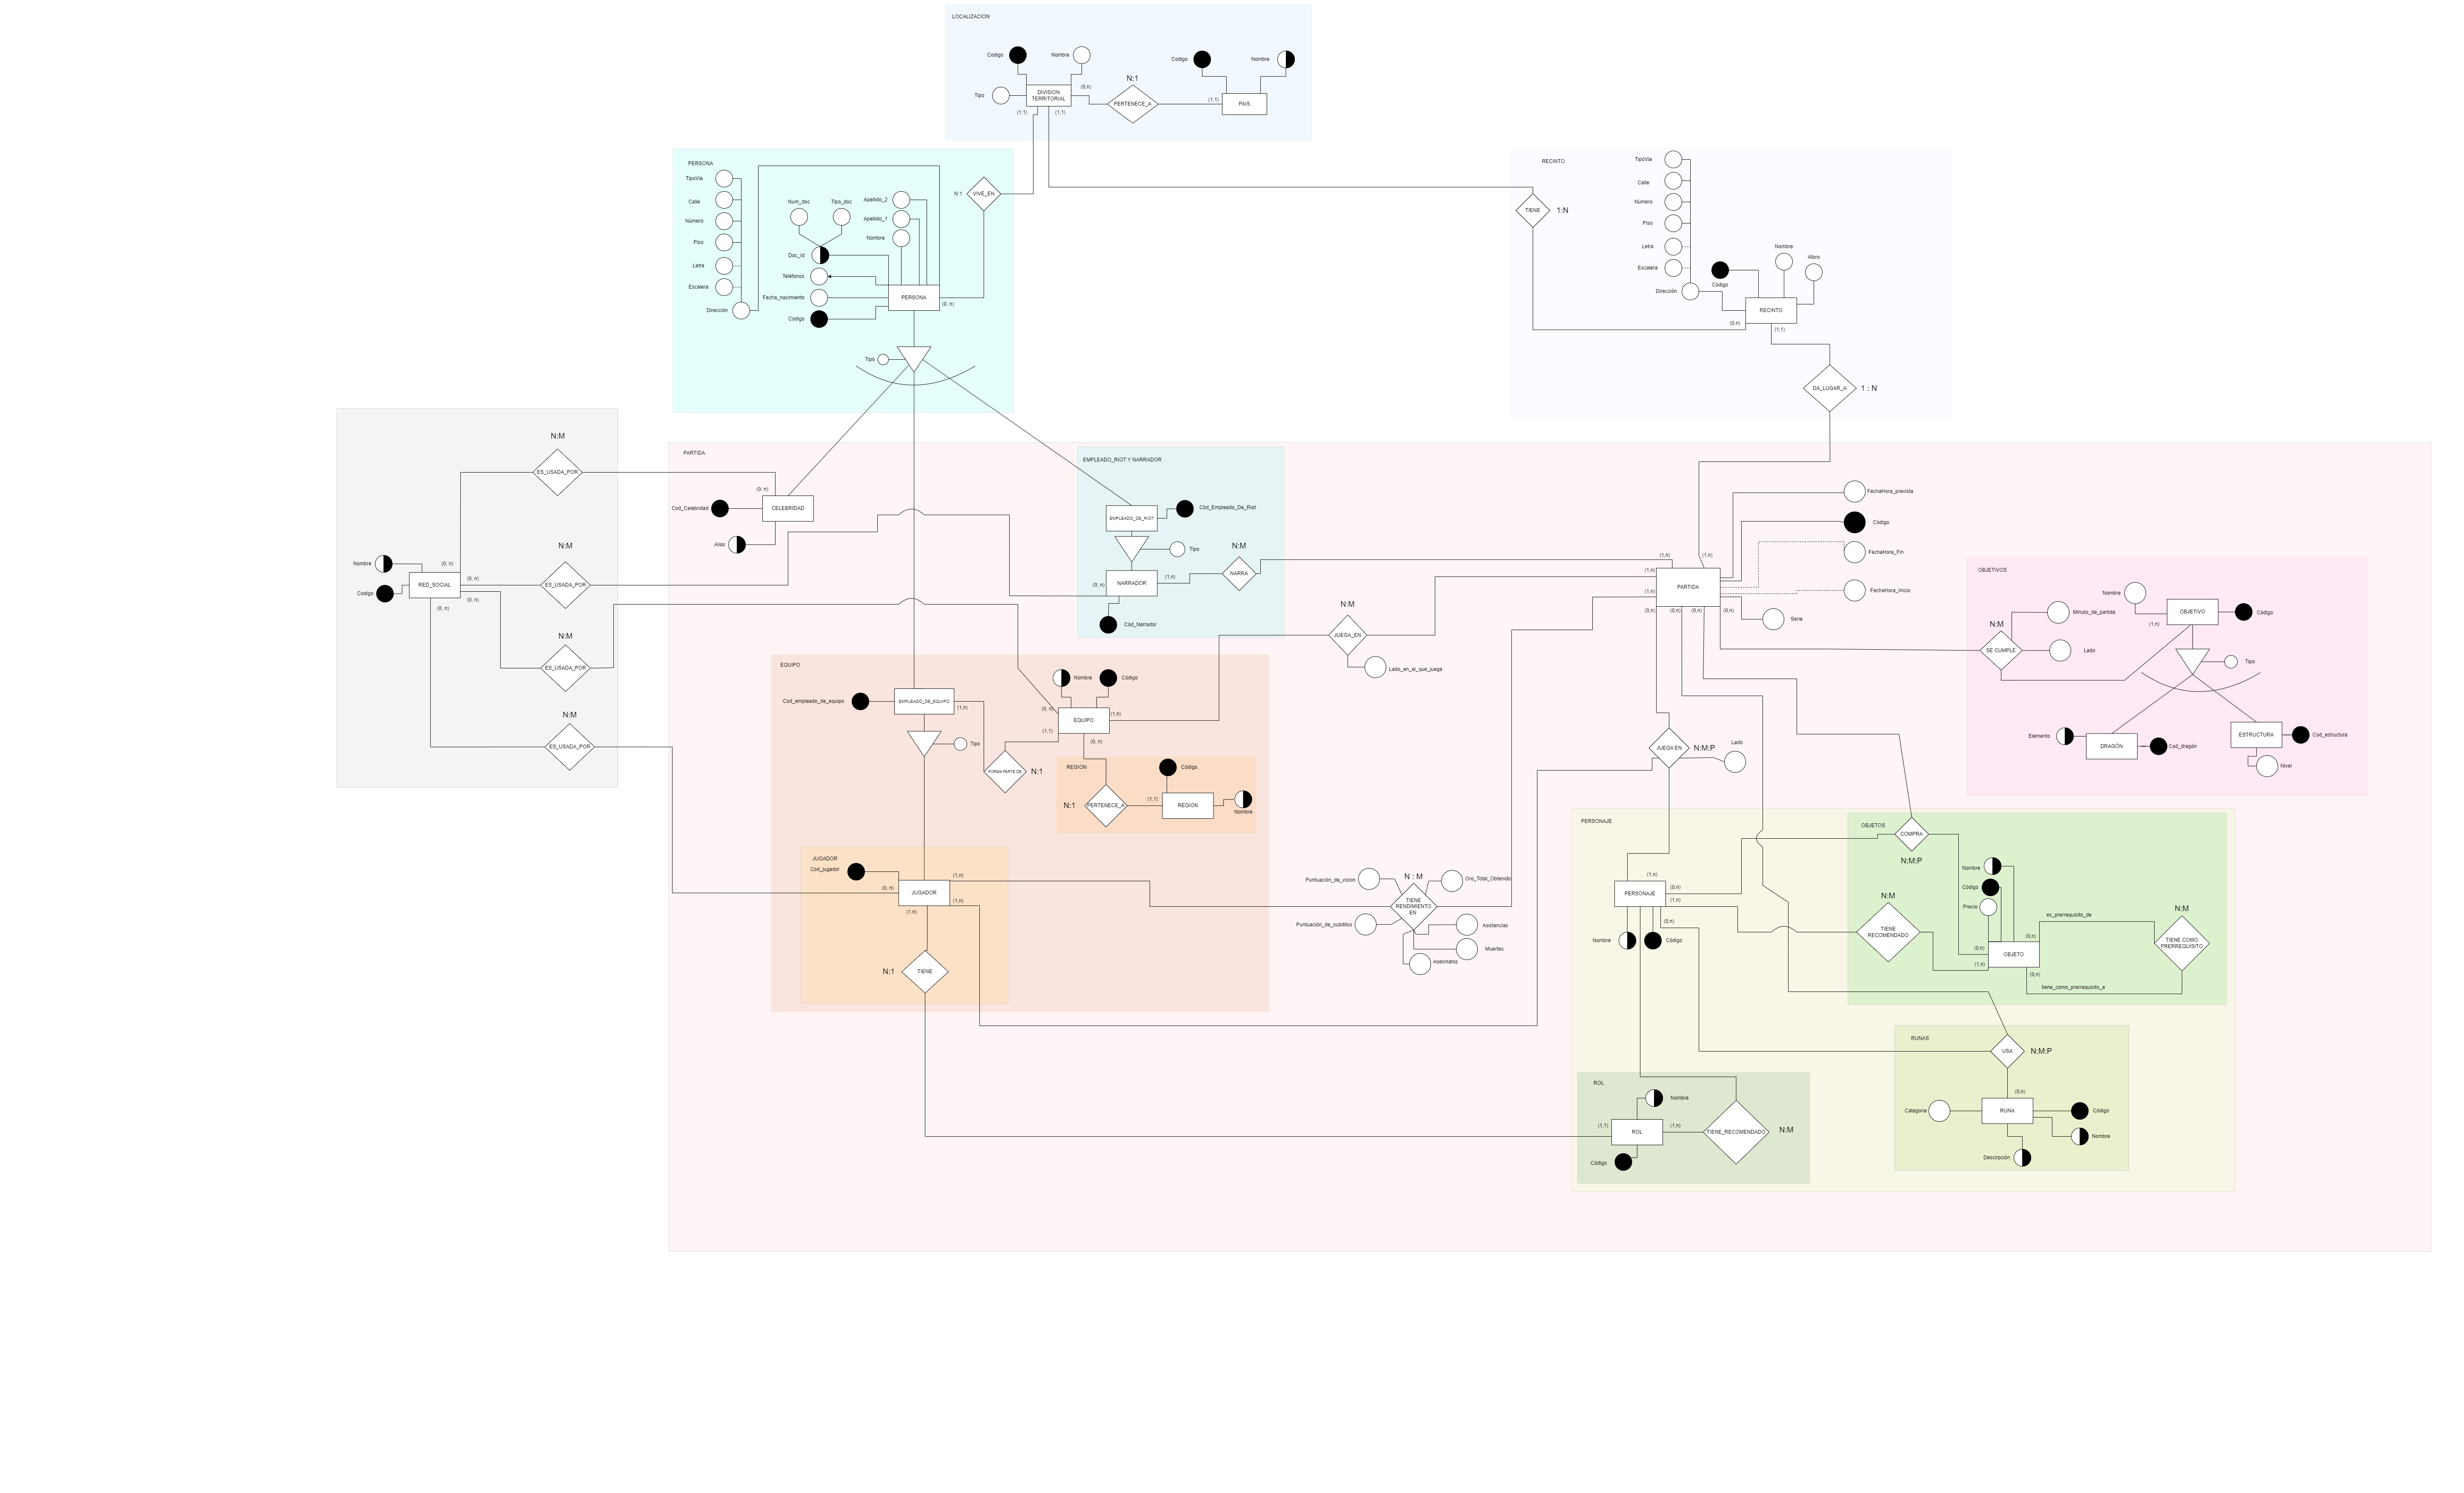 LOCALIZACION
Codigo
Nombre
Codigo
Nombre
N:1
(0,n)
Tipo
DIVISION
TERRITORIAL
PERTENECE_A
(1,1)
PAIS
(1,1)
(1,1)
PERSONA
TipoVia
Calle
Número
Piso
Letra
Escalera
Dirección
Num_doc
Tipo_doc
Apellido_2
Apellido_1
Nombre
Doc_id
Teléfonos
Fecha_nacimiento
Codigo
PERSONA
(0, n)
N:1
VIVE_EN
Tipo
RECINTO
TipoVia
Calle
Número
Piso
Letra
Escalera
Dirección
TIENE
1:N
Nombre
Aforo
Código
RECINTO
(0,n)
(1,1)
DA_LUGAR_A
1 : N
N:M
ES_USADA_POR
N:M
ES_USADA_POR
N:M
ES_USADA_POR
N:M
ES_USADA_POR
Nombre
Codigo
RED_SOCIAL
(0, n)
(0, n)
(0, n)
(0, n)
PARTIDA
(0, n)
Cod_Celebridad
CELEBRIDAD
Alias
EMPLEADO_RIOT Y NARRADOR
EMPLEADO_DE_RIOT
Cód_Empleado_De_Riot
Tipo
N:M
(0, n)
NARRADOR
(1,n)
NARRA
Cód_Narrador
FechaHora_prevista
Código
FechaHora_Fin
FechaHora_Inicio
Serie
(1,n)
(1,n)
(1,n)
(1,n)
PARTIDA
(0,n)
(0,n)
(0,n)
(0,n)
N:M
JUEGA_EN
Lado_en_el_que_juega
OBJETIVOS
Nombre
OBJETIVO
Código
Minuto_de_partida
(1,n)
N:M
SE CUMPLE
Lado
Tipo
Elemento
DRAGÓN
Cod_dragón
ESTRUCTURA
Cod_estructura
Nivel
EQUIPO
Nombre
Código
Cod_empleado_de_equipo
EMPLEADO_DE_EQUIPO
(1,n)
(0, n)
EQUIPO
(1,n)
(1,1)
(0, n)
Tipo
FORMA PARTE DE
N:1
REGION
Código
N:1
PERTENECE_A
(1,1)
REGION
Nombre
JUGADOR
Cod_jugador
(0, n)
JUGADOR
(1,n)
(1,n)
(1,n)
N:1
TIENE
Puntuación_de_vision
N : M
Oro_Total_Obtenido
TIENE
RENDIMIENTO
EN
Puntuación_de_subditos
Asistencias
Muertes
Asesinatos
JUEGA EN
N:M:P
Lado
PERSONAJE
(1,n)
PERSONAJE
(0,n)
(1,n)
(0,n)
Nombre
Código
OBJETOS
COMPRA
N:M:P
Nombre
Código
Precio
N:M
TIENE
RECOMENDADO
(0,n)
(0,n)
(1,n)
OBJETO
(0,n)
es_prerrequisito_de
N:M
TIENE COMO
PRERREQUISITO
tiene_como_prerrequisito_a
RUNAS
USA
N:M:P
(0,n)
Categoria
RUNA
Código
Nombre
Descirpción
ROL
Nombre
(1,1)
ROL
(1,n)
TIENE_RECOMENDADO
N:M
Código